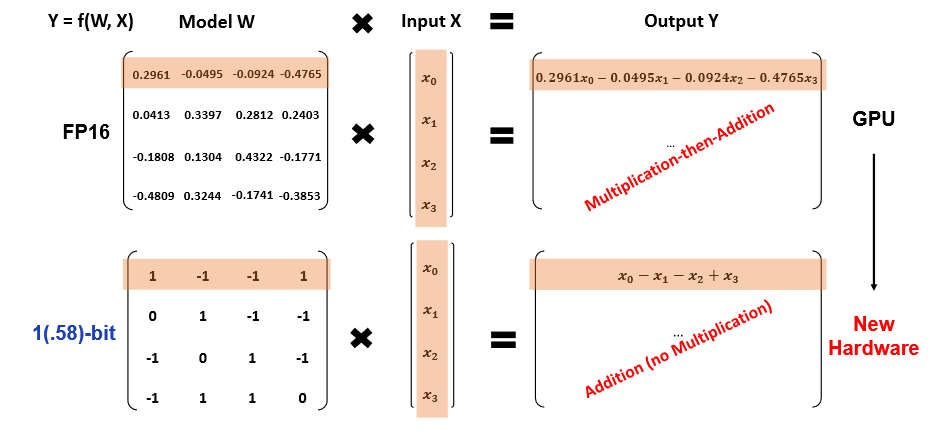 Y = f(W, X) Model W ✖ Input X = Output Y
0.2961 -0.0495 -0.0924 -0.4765
0.0413 0.3397 0.2812 0.2403
-0.1808 0.1304 0.4322 -0.1771
-0.4809 0.3244 -0.1741 -0.3853
FP16
✖
x₀
x₁
x₂
x₃
=
0.2961x₀ − 0.0495x₁ − 0.0924x₂ − 0.4765x₃
...
Multiplication-then-Addition
GPU
1 -1 -1 1
0 1 -1 -1
-1 0 1 -1
-1 1 1 0
1(.58)-bit
✖
x₀
x₁
x₂
x₃
=
x₀ − x₁ − x₂ + x₃
...
Addition (no Multiplication)
New
Hardware